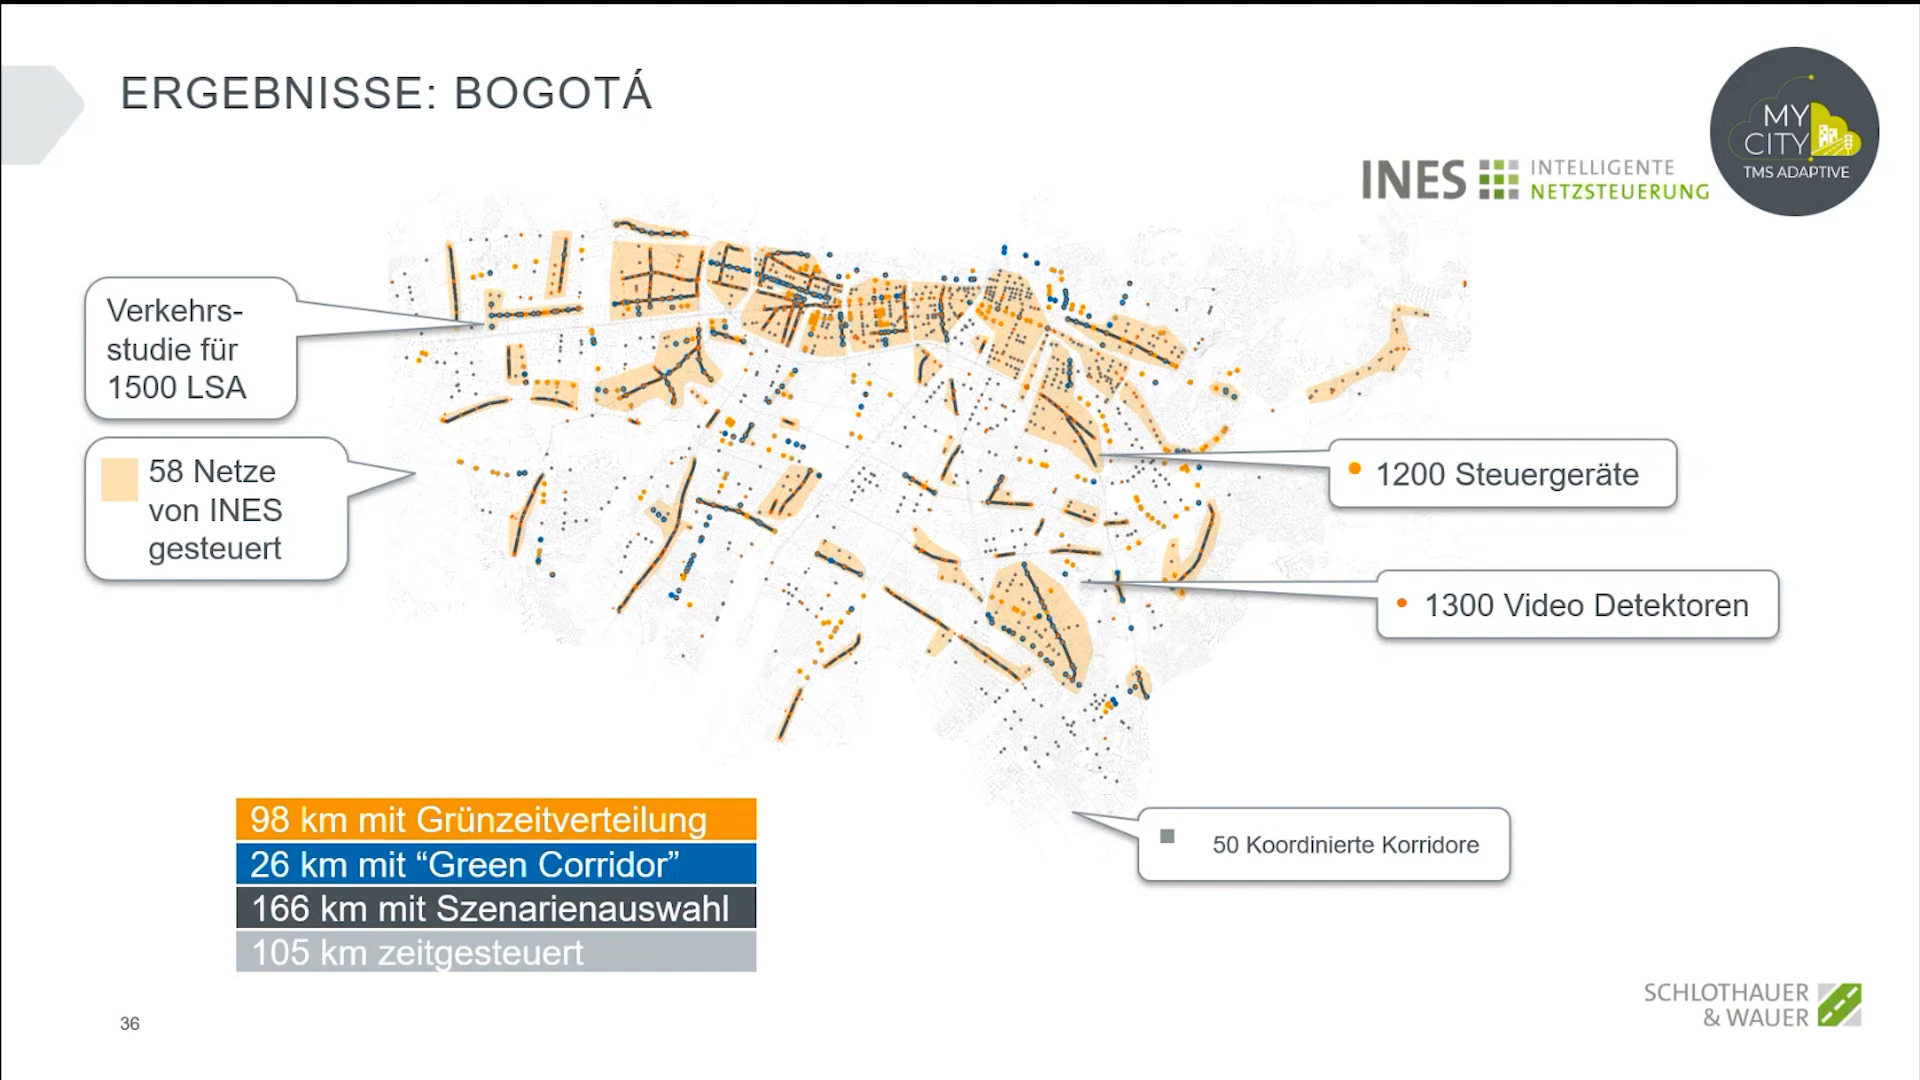 ERGEBNISSE: BOGOTÁ
MY
CITY
TMS ADAPTIVE
INES
INTELLIGENTE
NETZSTEUERUNG
Verkehrs-
studie für
1500 LSA
58 Netze
von INES
gesteuert
1200 Steuergeräte
1300 Video Detektoren
50 Koordinierte Korridore
98 km mit Grünzeitverteilung
26 km mit “Green Corridor”
166 km mit Szenarienauswahl
105 km zeitgesteuert
SCHLOTHAUER
& WAUER
36